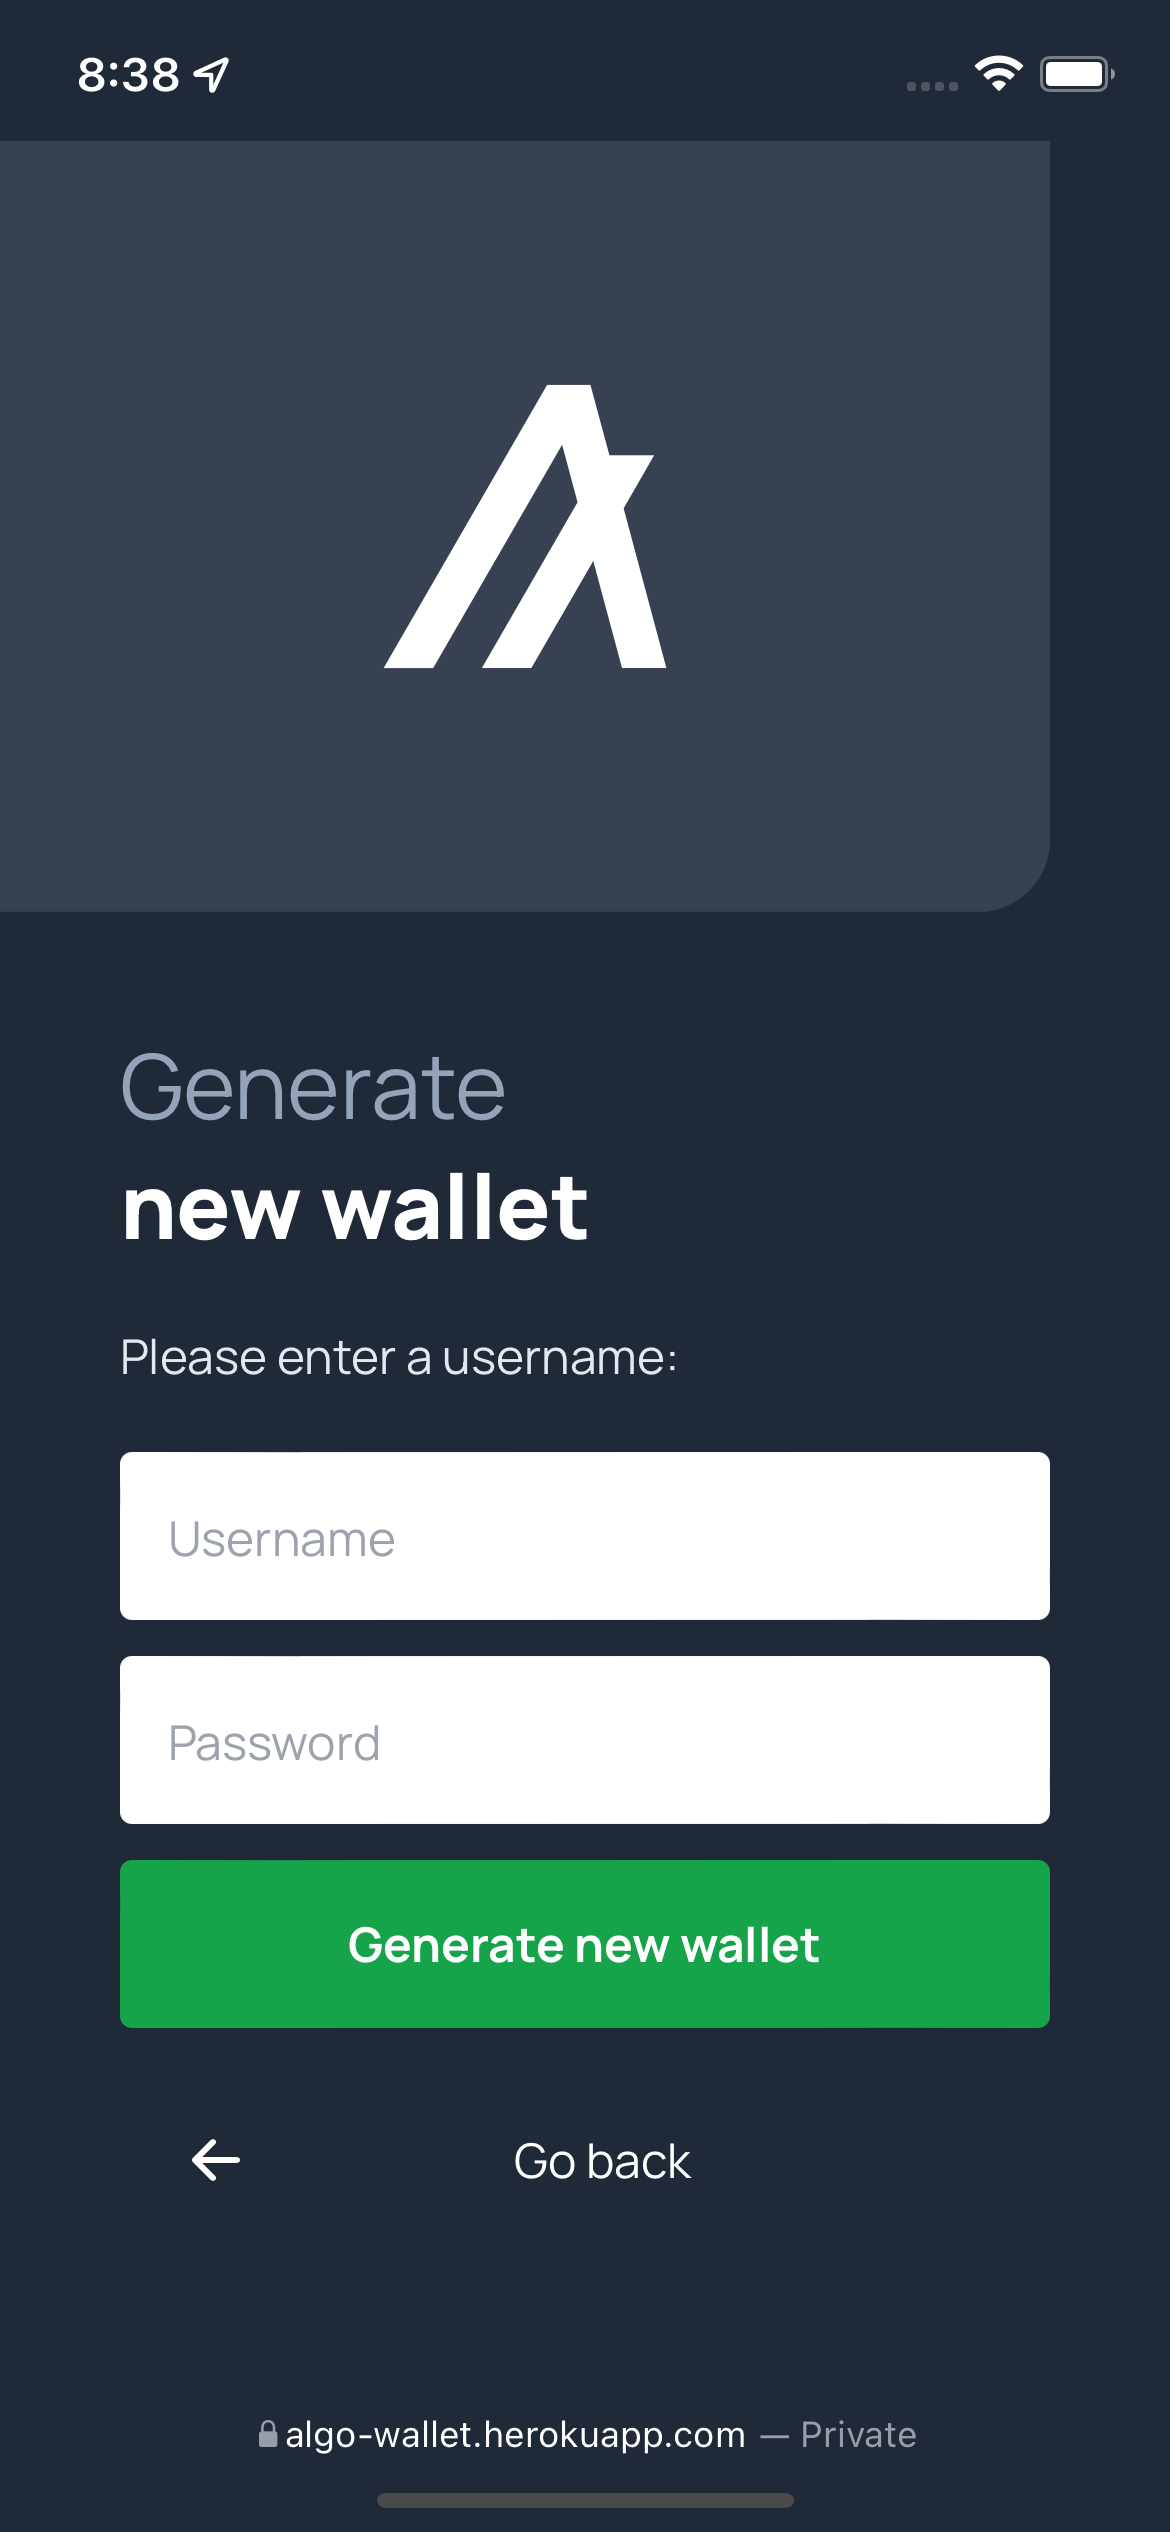 8:38
Generate
new wallet
Please enter a username:
Username
Password
Generate new wallet
Go back
algo-wallet.herokuapp.com — Private